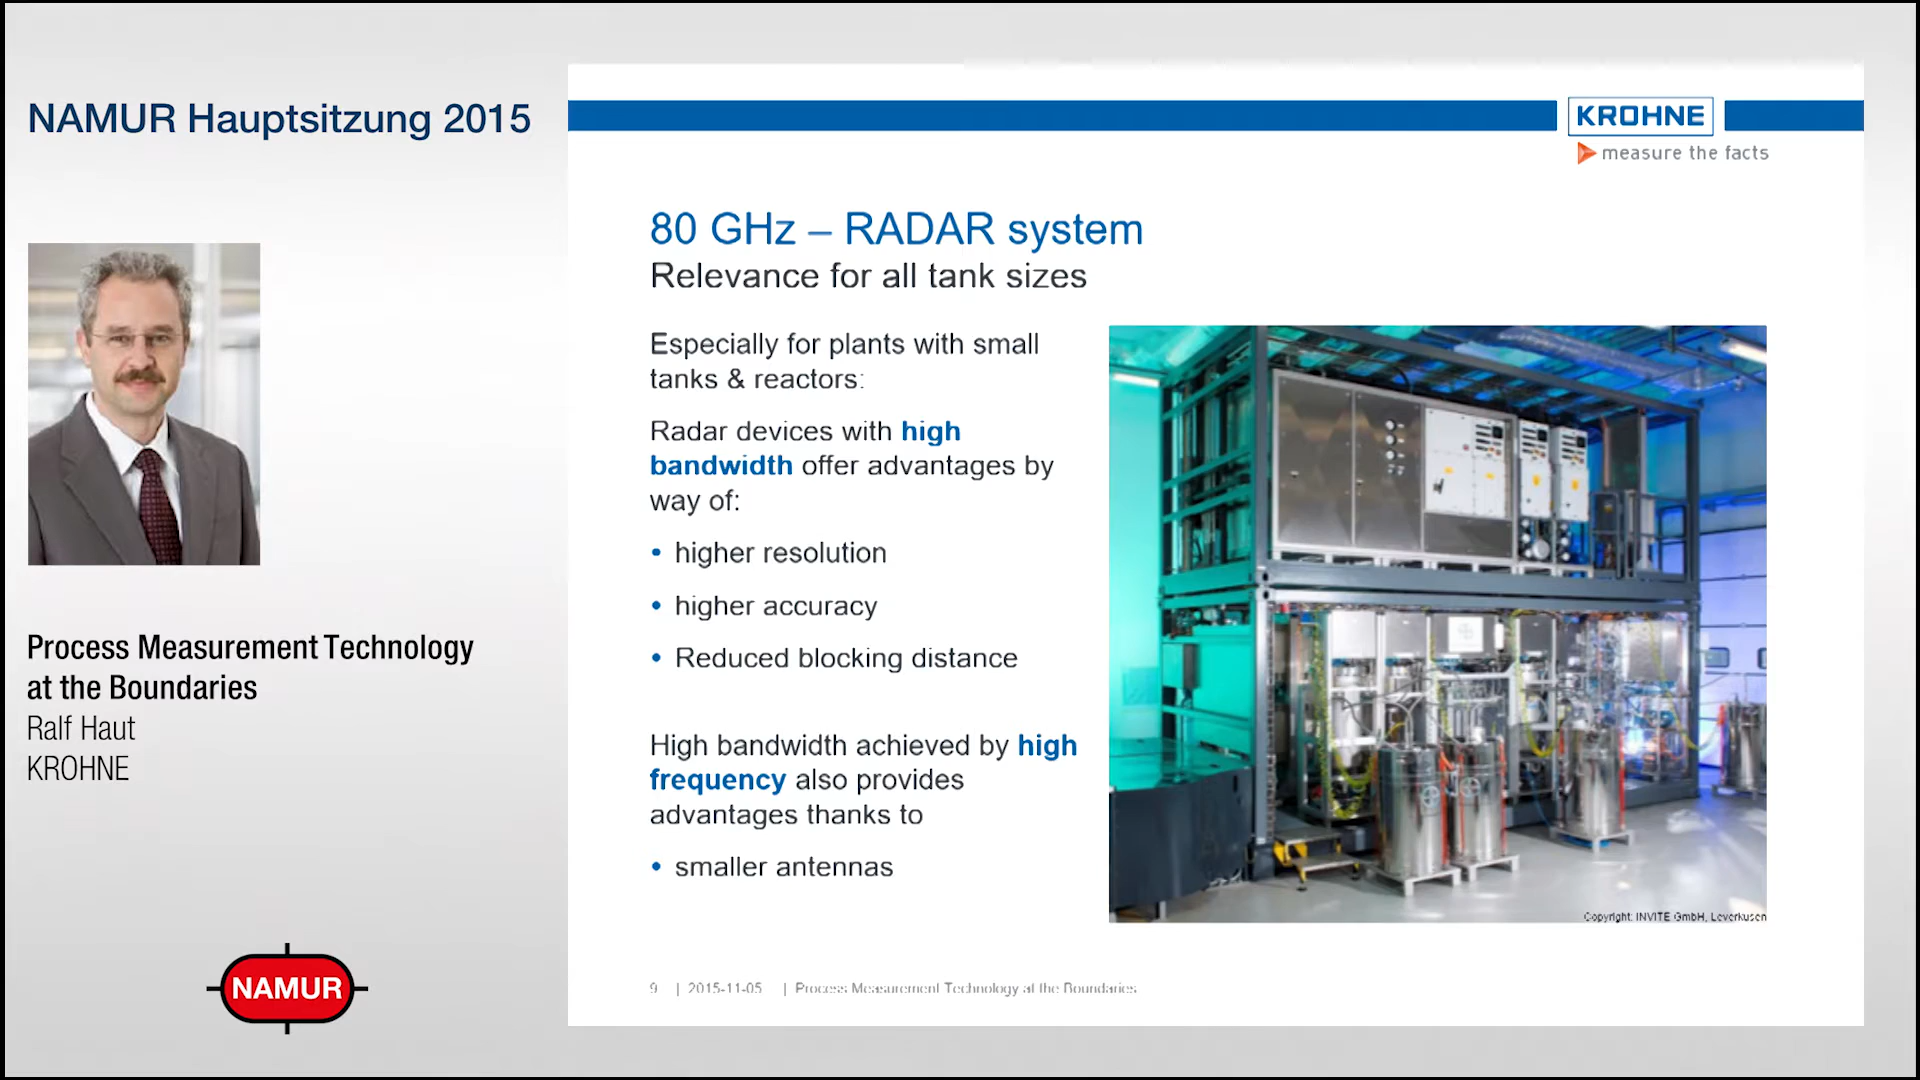 NAMUR Hauptsitzung 2015
Process Measurement Technology
at the Boundaries
Ralf Haut
KROHNE
NAMUR
KROHNE
measure the facts
80 GHz – RADAR system
Relevance for all tank sizes
Especially for plants with small
tanks & reactors:
Radar devices with high
bandwidth offer advantages by
way of:
• higher resolution
• higher accuracy
• Reduced blocking distance
High bandwidth achieved by high
frequency also provides
advantages thanks to
• smaller antennas
Copyright: INVITE GmbH, Leverkusen
9 | 2015-11-05 | Process Measurement Technology at the Boundaries